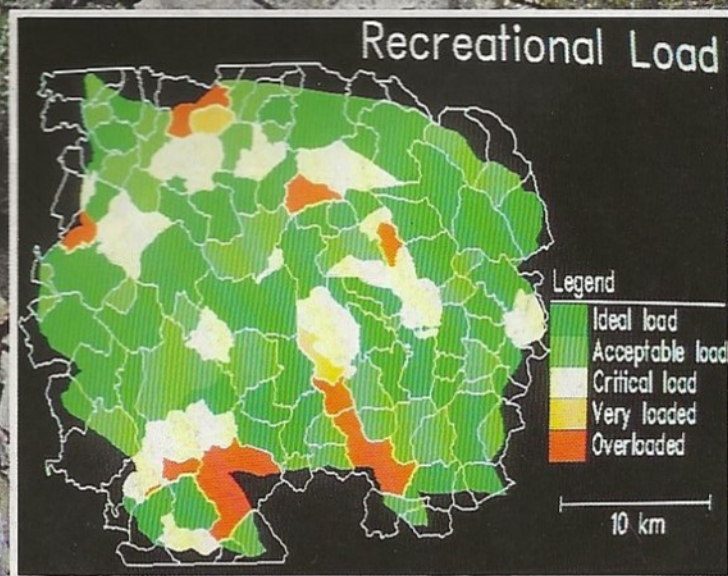 Recreational Load
Legend
Ideal load
Acceptable load
Critical load
Very loaded
Overloaded
10 km